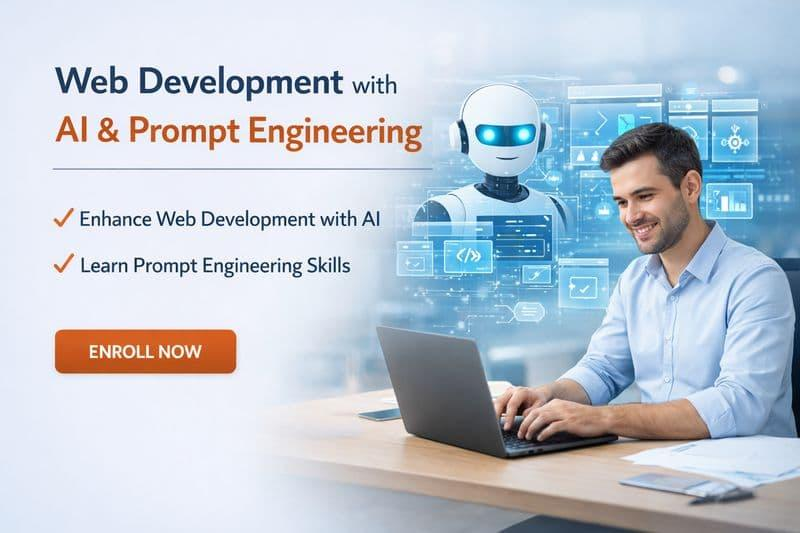 Web Development with
AI & Prompt Engineering
Enhance Web Development with AI
Learn Prompt Engineering Skills
ENROLL NOW
</>